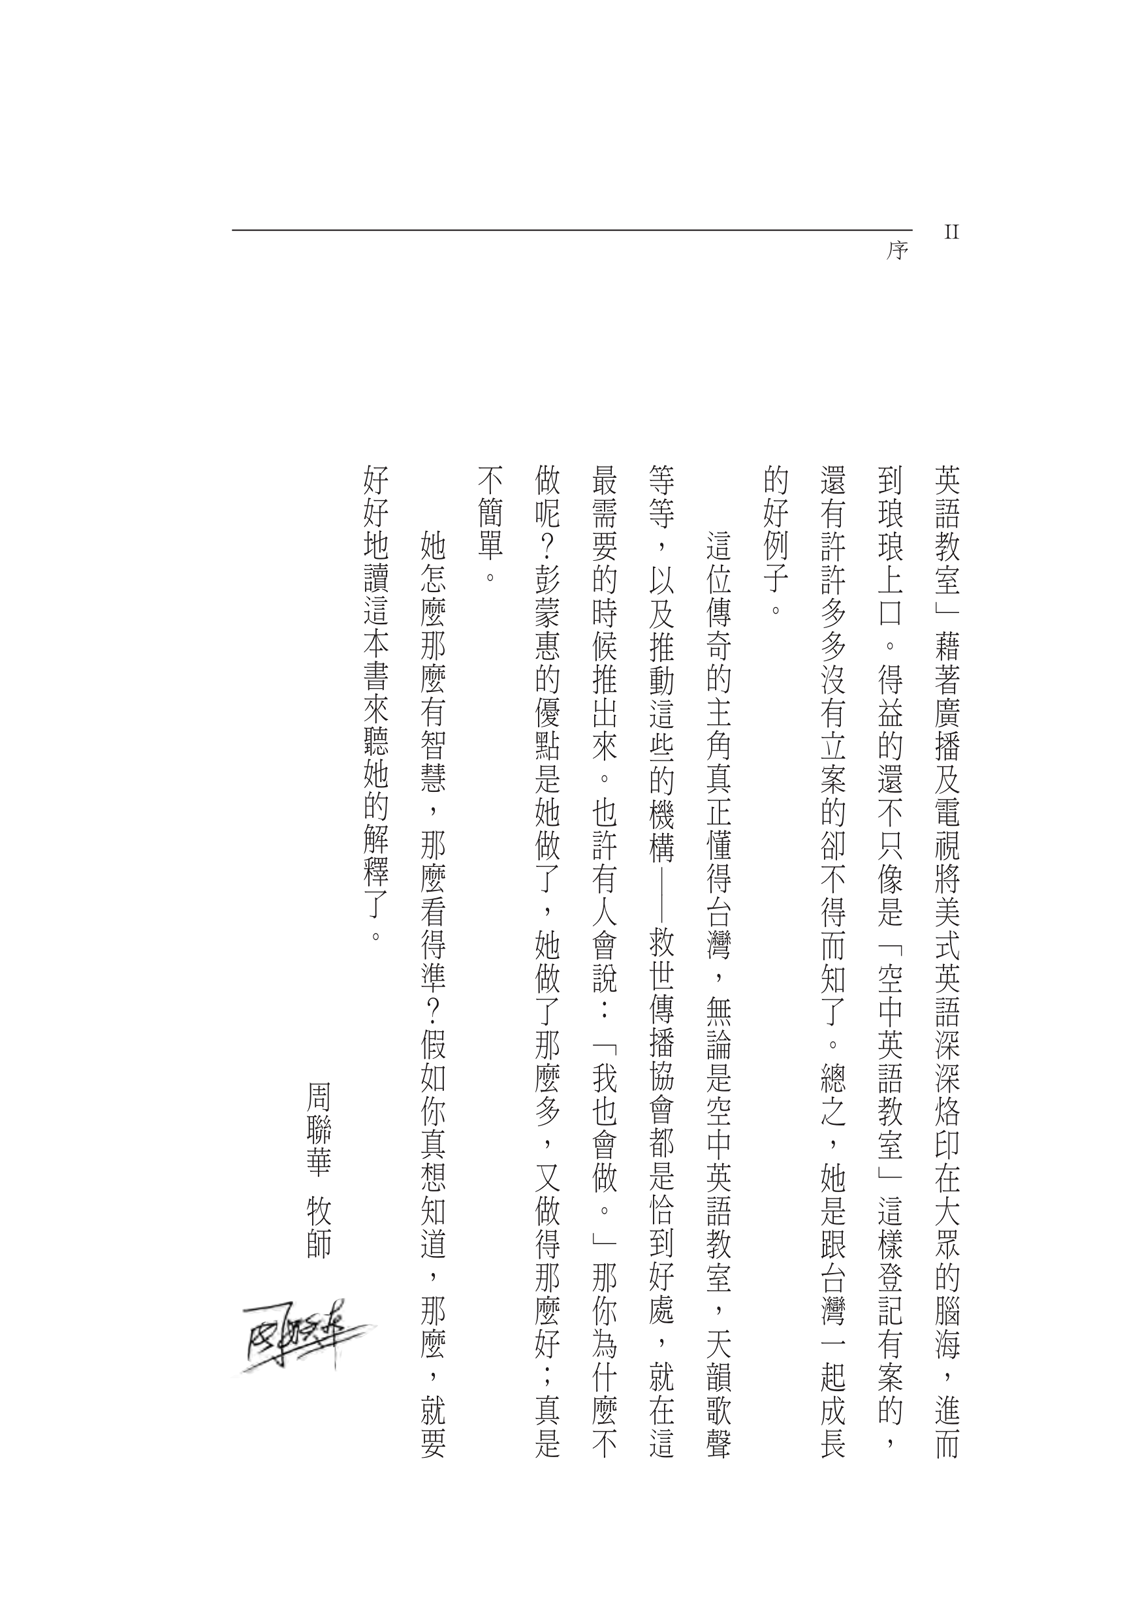 II
序
英語教室」藉著廣播及電視將美式英語深深烙印在大眾的腦海，進而
到琅琅上口。得益的還不只像是「空中英語教室」這樣登記有案的，
還有許許多多沒有立案的卻不得而知了。總之，她是跟台灣一起成長
的好例子。
這位傳奇的主角真正懂得台灣，無論是空中英語教室，天韻歌聲
等等，以及推動這些的機構——救世傳播協會都是恰到好處，就在這
最需要的時候推出來。也許有人會說：「我也會做。」那你為什麼不
做呢？彭蒙惠的優點是她做了，她做了那麼多，又做得那麼好；真是
不簡單。
她怎麼那麼有智慧，那麼看得準？假如你真想知道，那麼，就要
好好地讀這本書來聽她的解釋了。
周聯華 牧師
周聯華